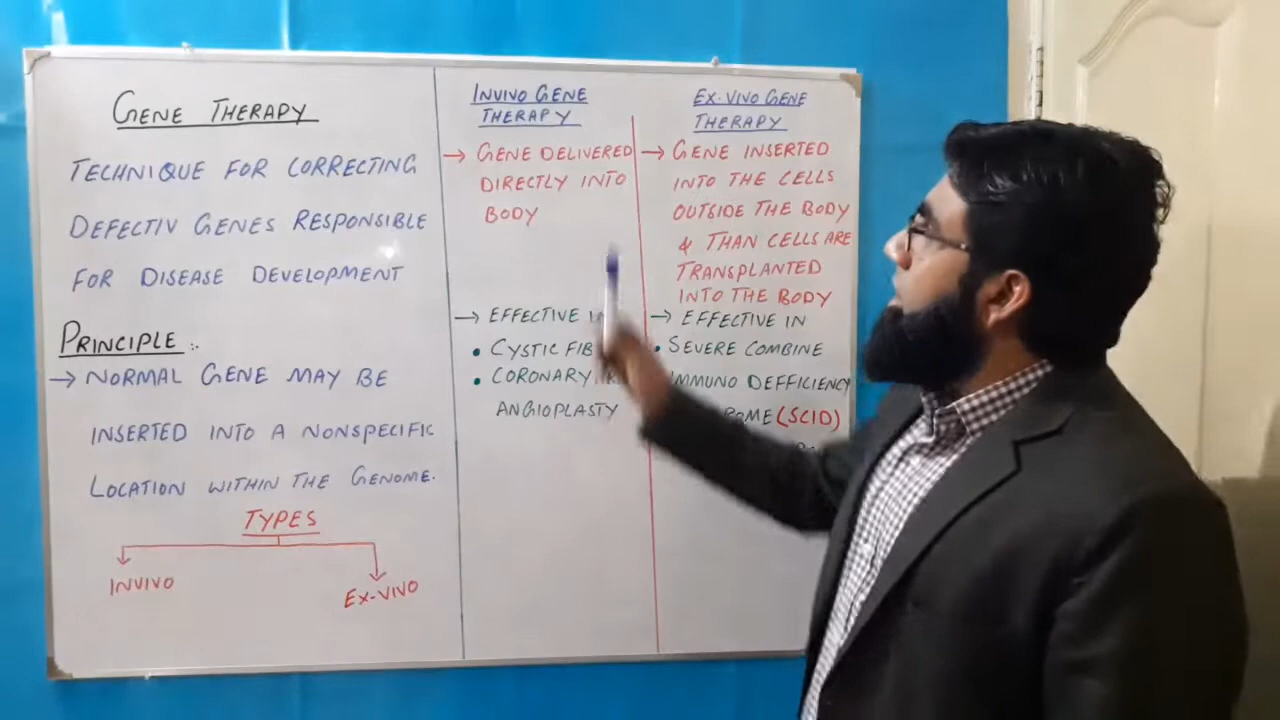 GENE THERAPY
TECHNIQUE FOR CORRECTING
DEFECTIV GENES RESPONSIBLE
FOR DISEASE DEVELOPMENT
PRINCIPLE :.
→ NORMAL GENE MAY BE
INSERTED INTO A NONSPECIFIC
LOCATION WITHIN THE GENOME.
TYPES
INVIVO
EX-VIVO
INVIVO GENE
THERAPY
→ GENE DELIVERED
DIRECTLY INTO
BODY
→ EFFECTIVE
• CYSTIC
• CORONARY
ANGIOPLASTY
EX-VIVO GENE
THERAPY
→ GENE INSERTED
INTO THE CELLS
OUTSIDE THE BODY
& THAN CELLS ARE
TRANSPLANTED
INTO THE BODY
→ EFFECTIVE IN
• SEVERE COMBINE
IMMUNO DEFFICIENCY
(SCID)